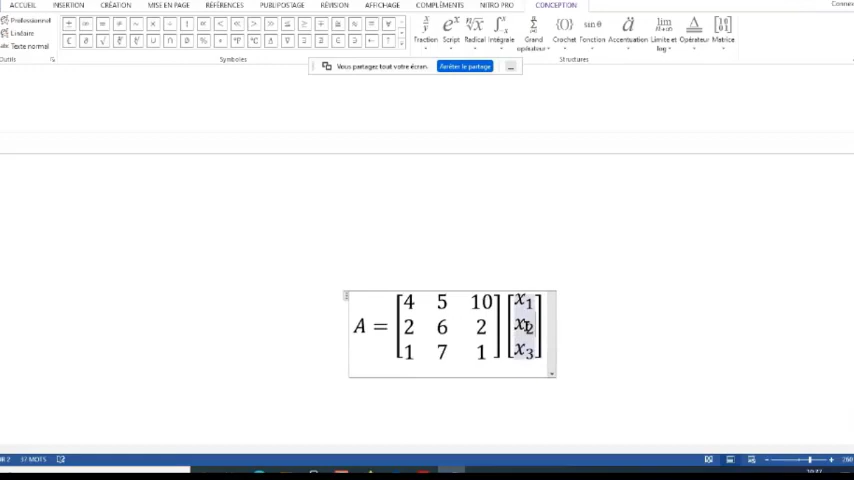 ACCUEIL INSERTION CRÉATION MISE EN PAGE RÉFÉRENCES PUBLIPOSTAGE RÉVISION AFFICHAGE COMPLÉMENTS NITRO PRO CONCEPTION
Professionnel
Linéaire
abc Texte normal
Outils
Symboles
Fraction Script Radical Intégrale Grand opérateur Crochet Fonction Accentuation Limite et log Opérateur Matrice
Structures
Vous partagez tout votre écran. Arrêter le partage
A = [4 5 10] [x₁]
[2 6 2] [x₂]
[1 7 1] [x₃]
37 MOTS
260